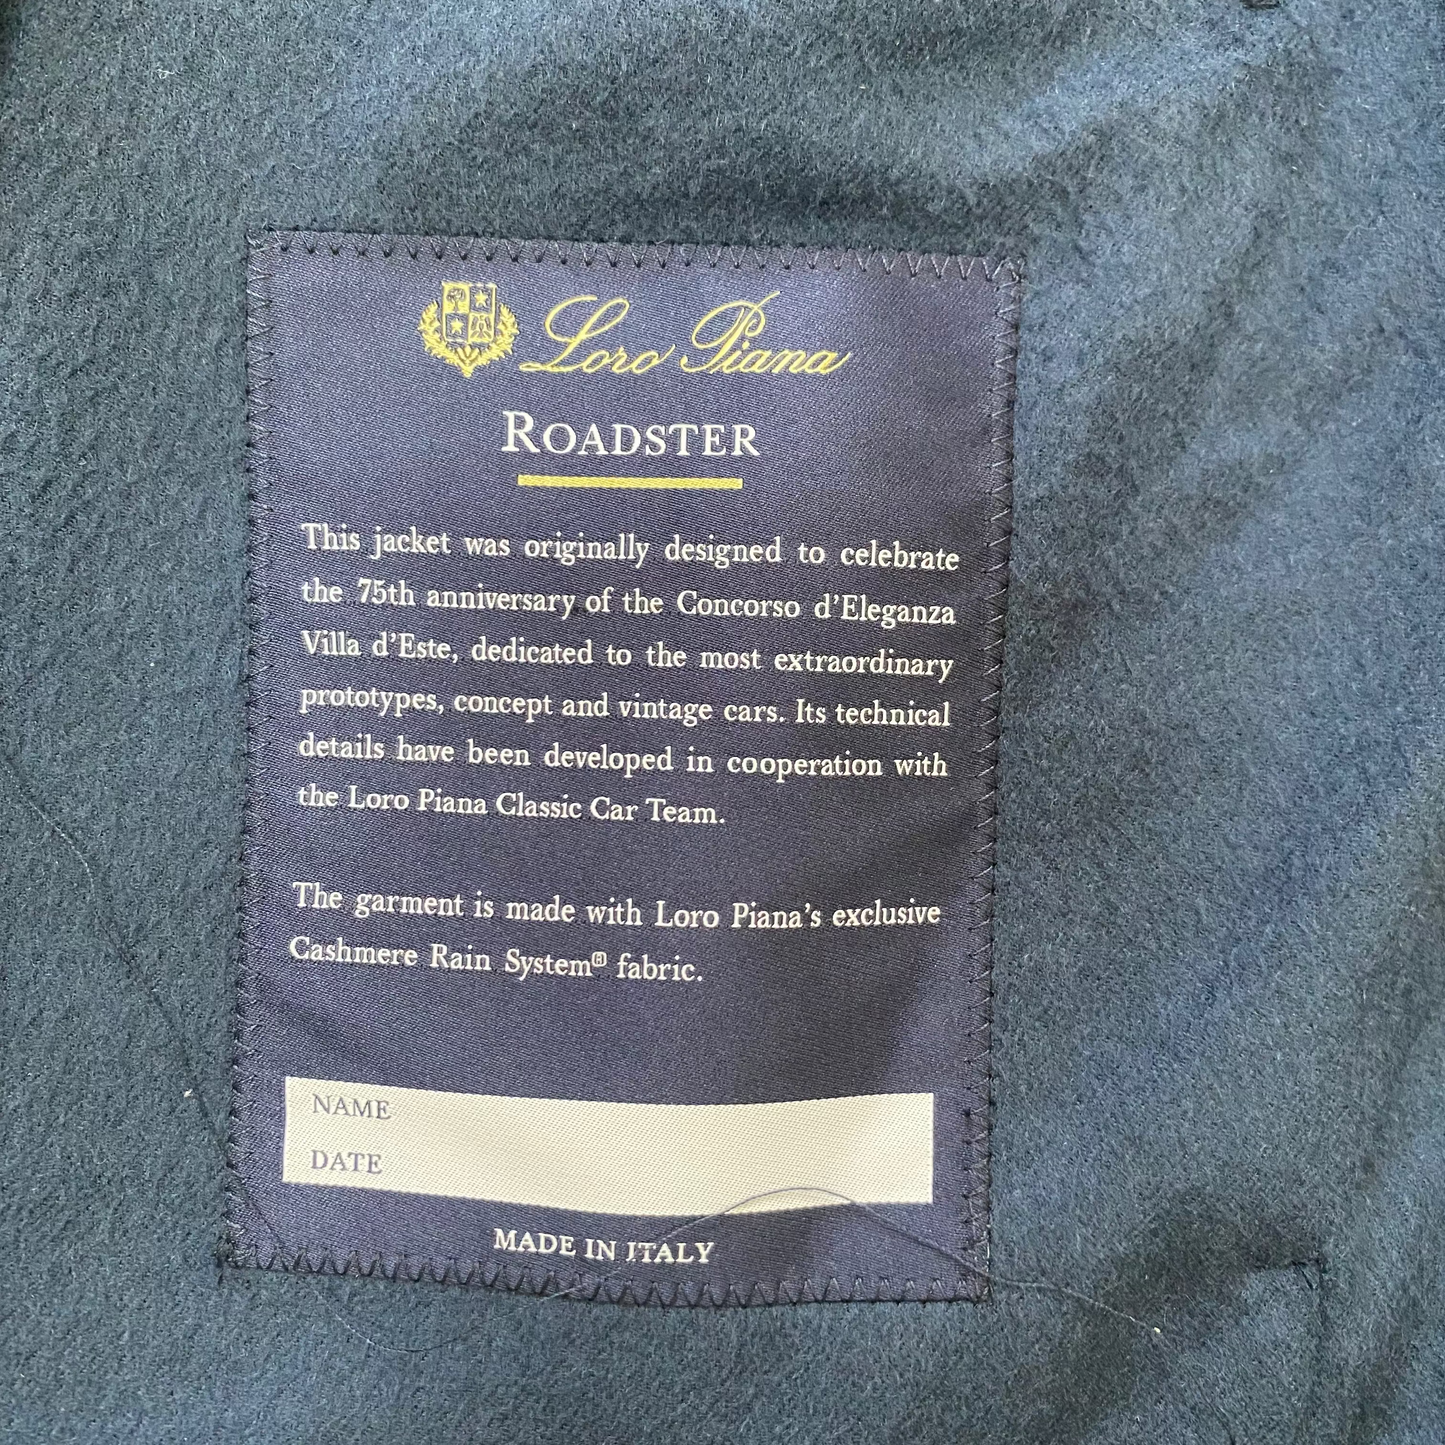 Loro Piana
ROADSTER
This jacket was originally designed to celebrate
the 75th anniversary of the Concorso d'Eleganza
Villa d'Este, dedicated to the most extraordinary
prototypes, concept and vintage cars. Its technical
details have been developed in cooperation with
the Loro Piana Classic Car Team.
The garment is made with Loro Piana's exclusive
Cashmere Rain System® fabric.
NAME
DATE
MADE IN ITALY